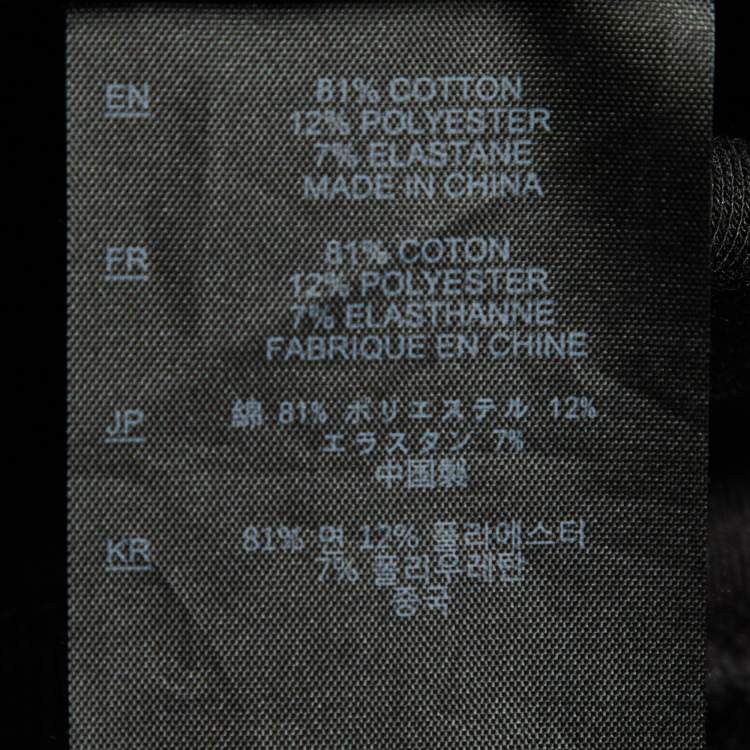 EN
81% COTTON
12% POLYESTER
7% ELASTANE
MADE IN CHINA
FR
81% COTON
12% POLYESTER
7% ELASTHANNE
FABRIQUE EN CHINE
JP
綿 81% ポリエステル 12%
エラスタン 7%
中国製
KR
81% 면 12% 폴리에스터
7% 폴리우레탄
중국